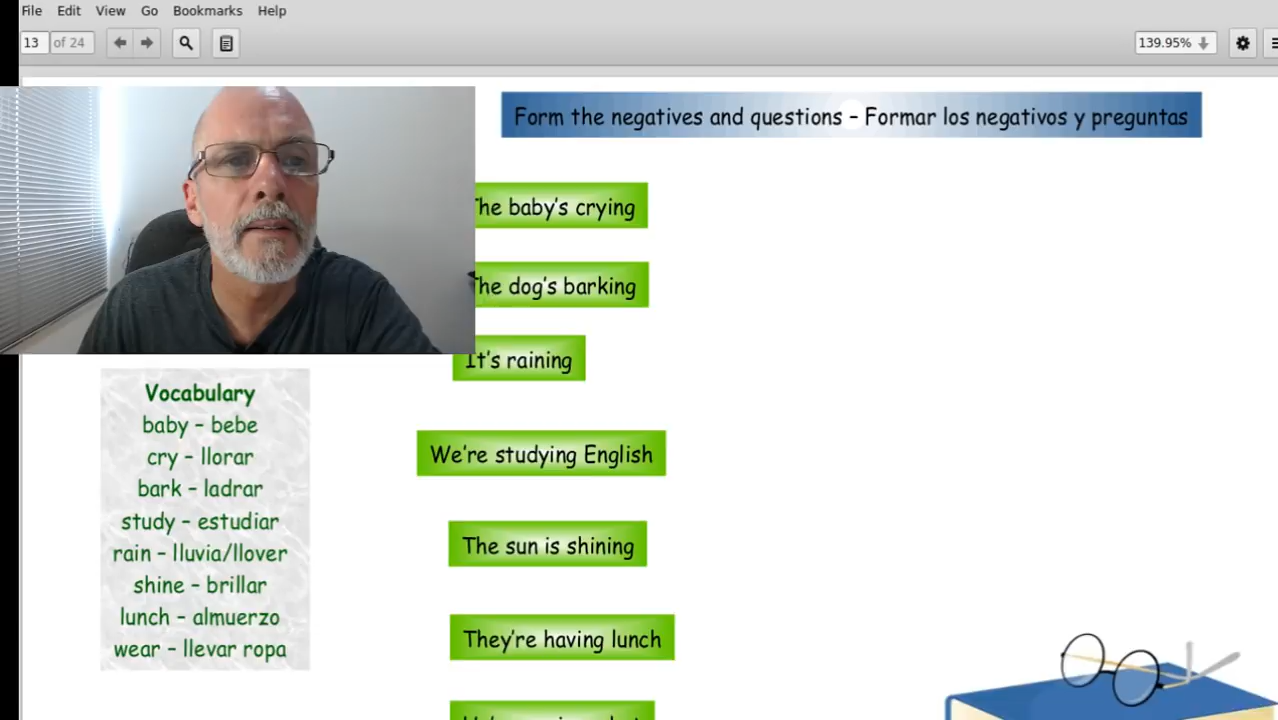 File Edit View Go Bookmarks Help
13 of 24
139.95%
Form the negatives and questions – Formar los negativos y preguntas
The baby's crying
The dog's barking
It's raining
We're studying English
The sun is shining
They're having lunch
Vocabulary
baby – bebe
cry – llorar
bark – ladrar
study – estudiar
rain – lluvia/llover
shine – brillar
lunch – almuerzo
wear – llevar ropa